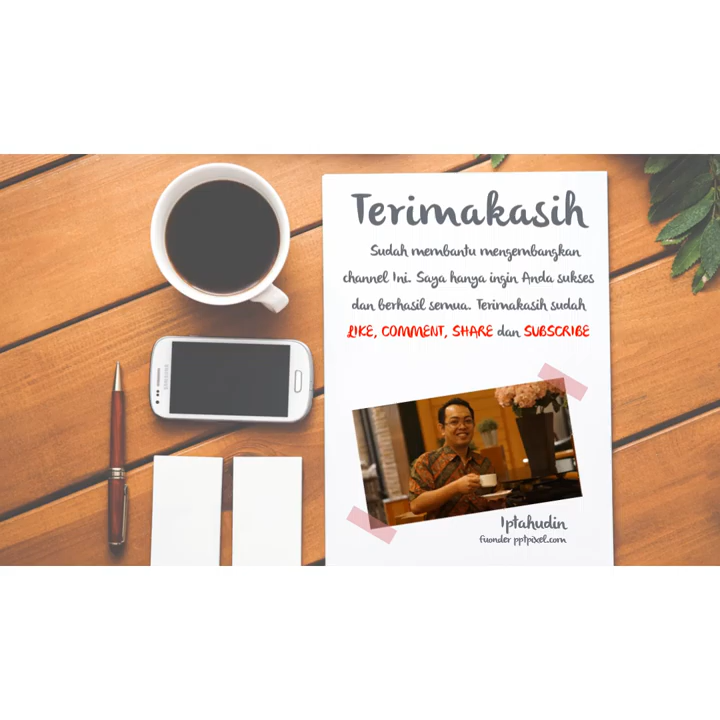 Terimakasih
Sudah membantu mengembangkan
channel Ini. Saya hanya ingin Anda sukses
dan berhasil semua. Terimakasih sudah
LIKE, COMMENT, SHARE dan SUBSCRIBE
SAMSUNG
Iptahudin
fuonder pptpixel.com